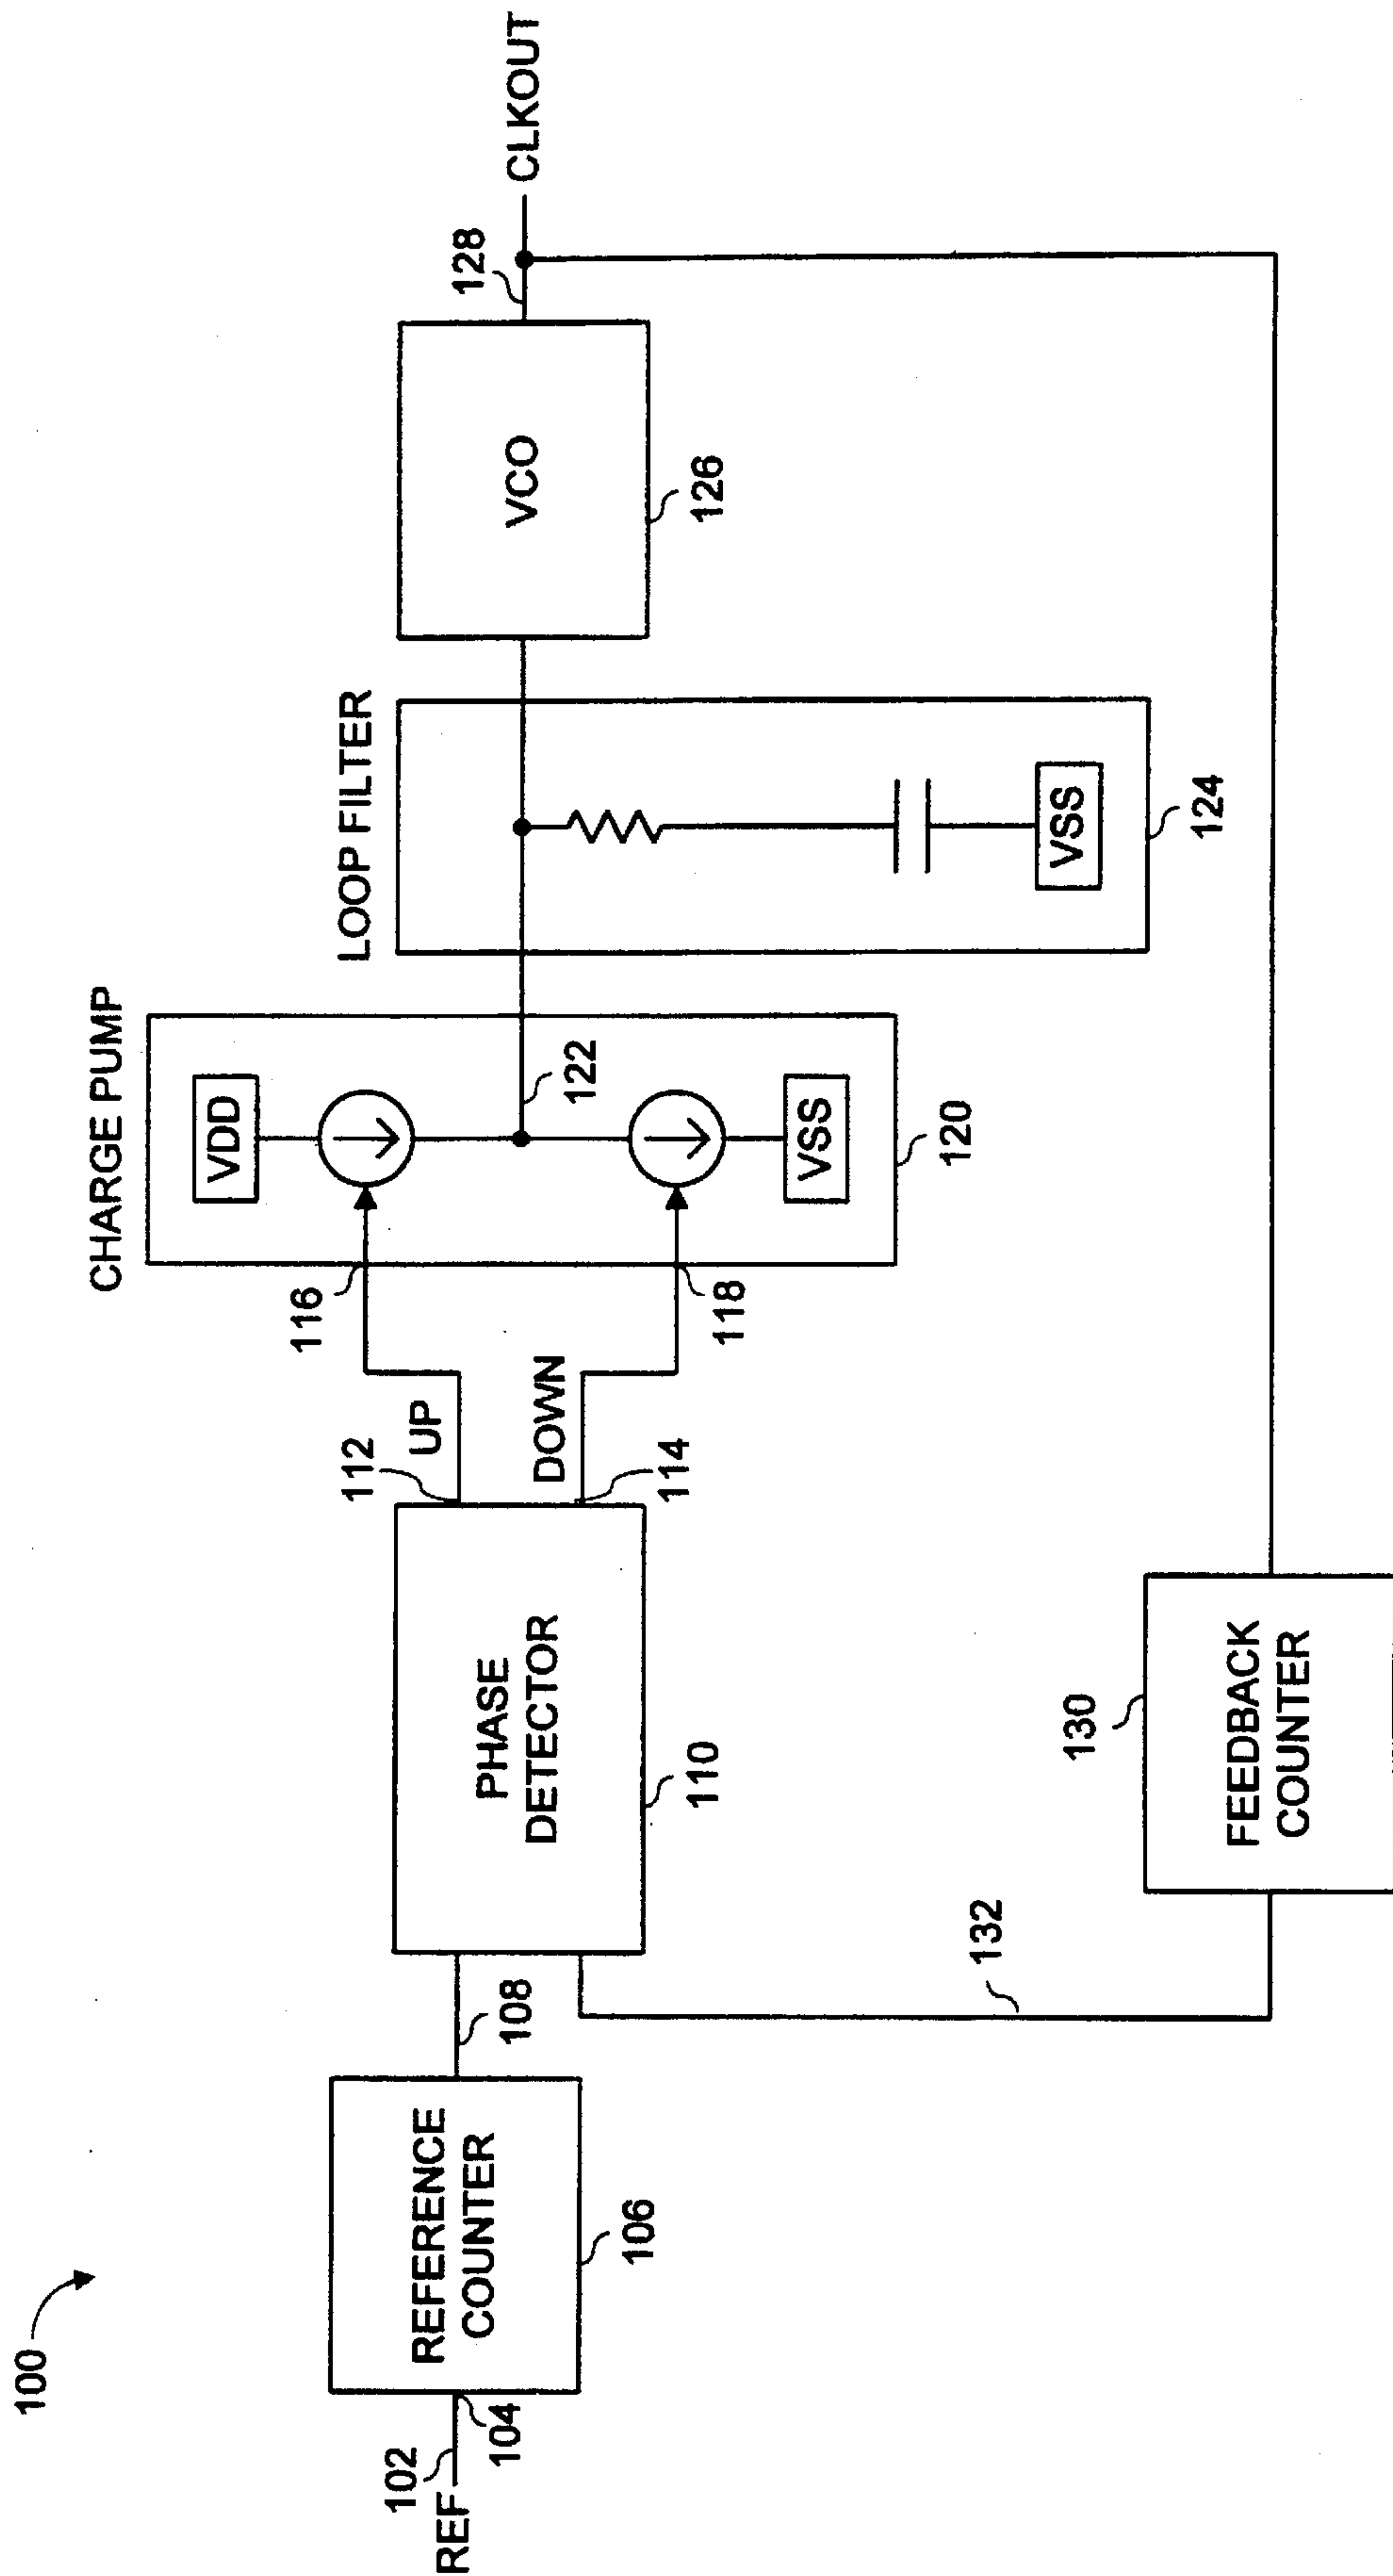 100
REF
102
104
REFERENCE
COUNTER
106
108
PHASE
DETECTOR
110
112
UP
DOWN
114
116
118
CHARGE PUMP
VDD
122
VSS
120
LOOP FILTER
VSS
124
VCO
126
128
CLKOUT
FEEDBACK
COUNTER
130
132